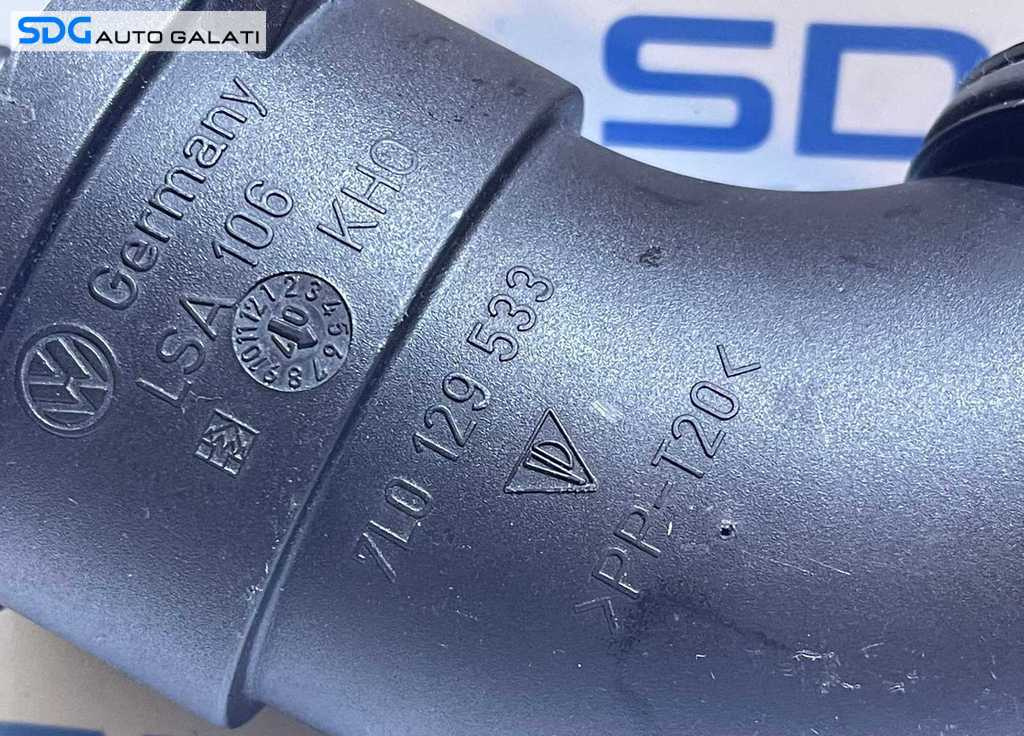 SDG AUTO GALATI
SD
Germany
LSA 106
KHO
1 2 3 4 5 6 7 8 9 10 11 12
7L0 129 533
>PP-T20<